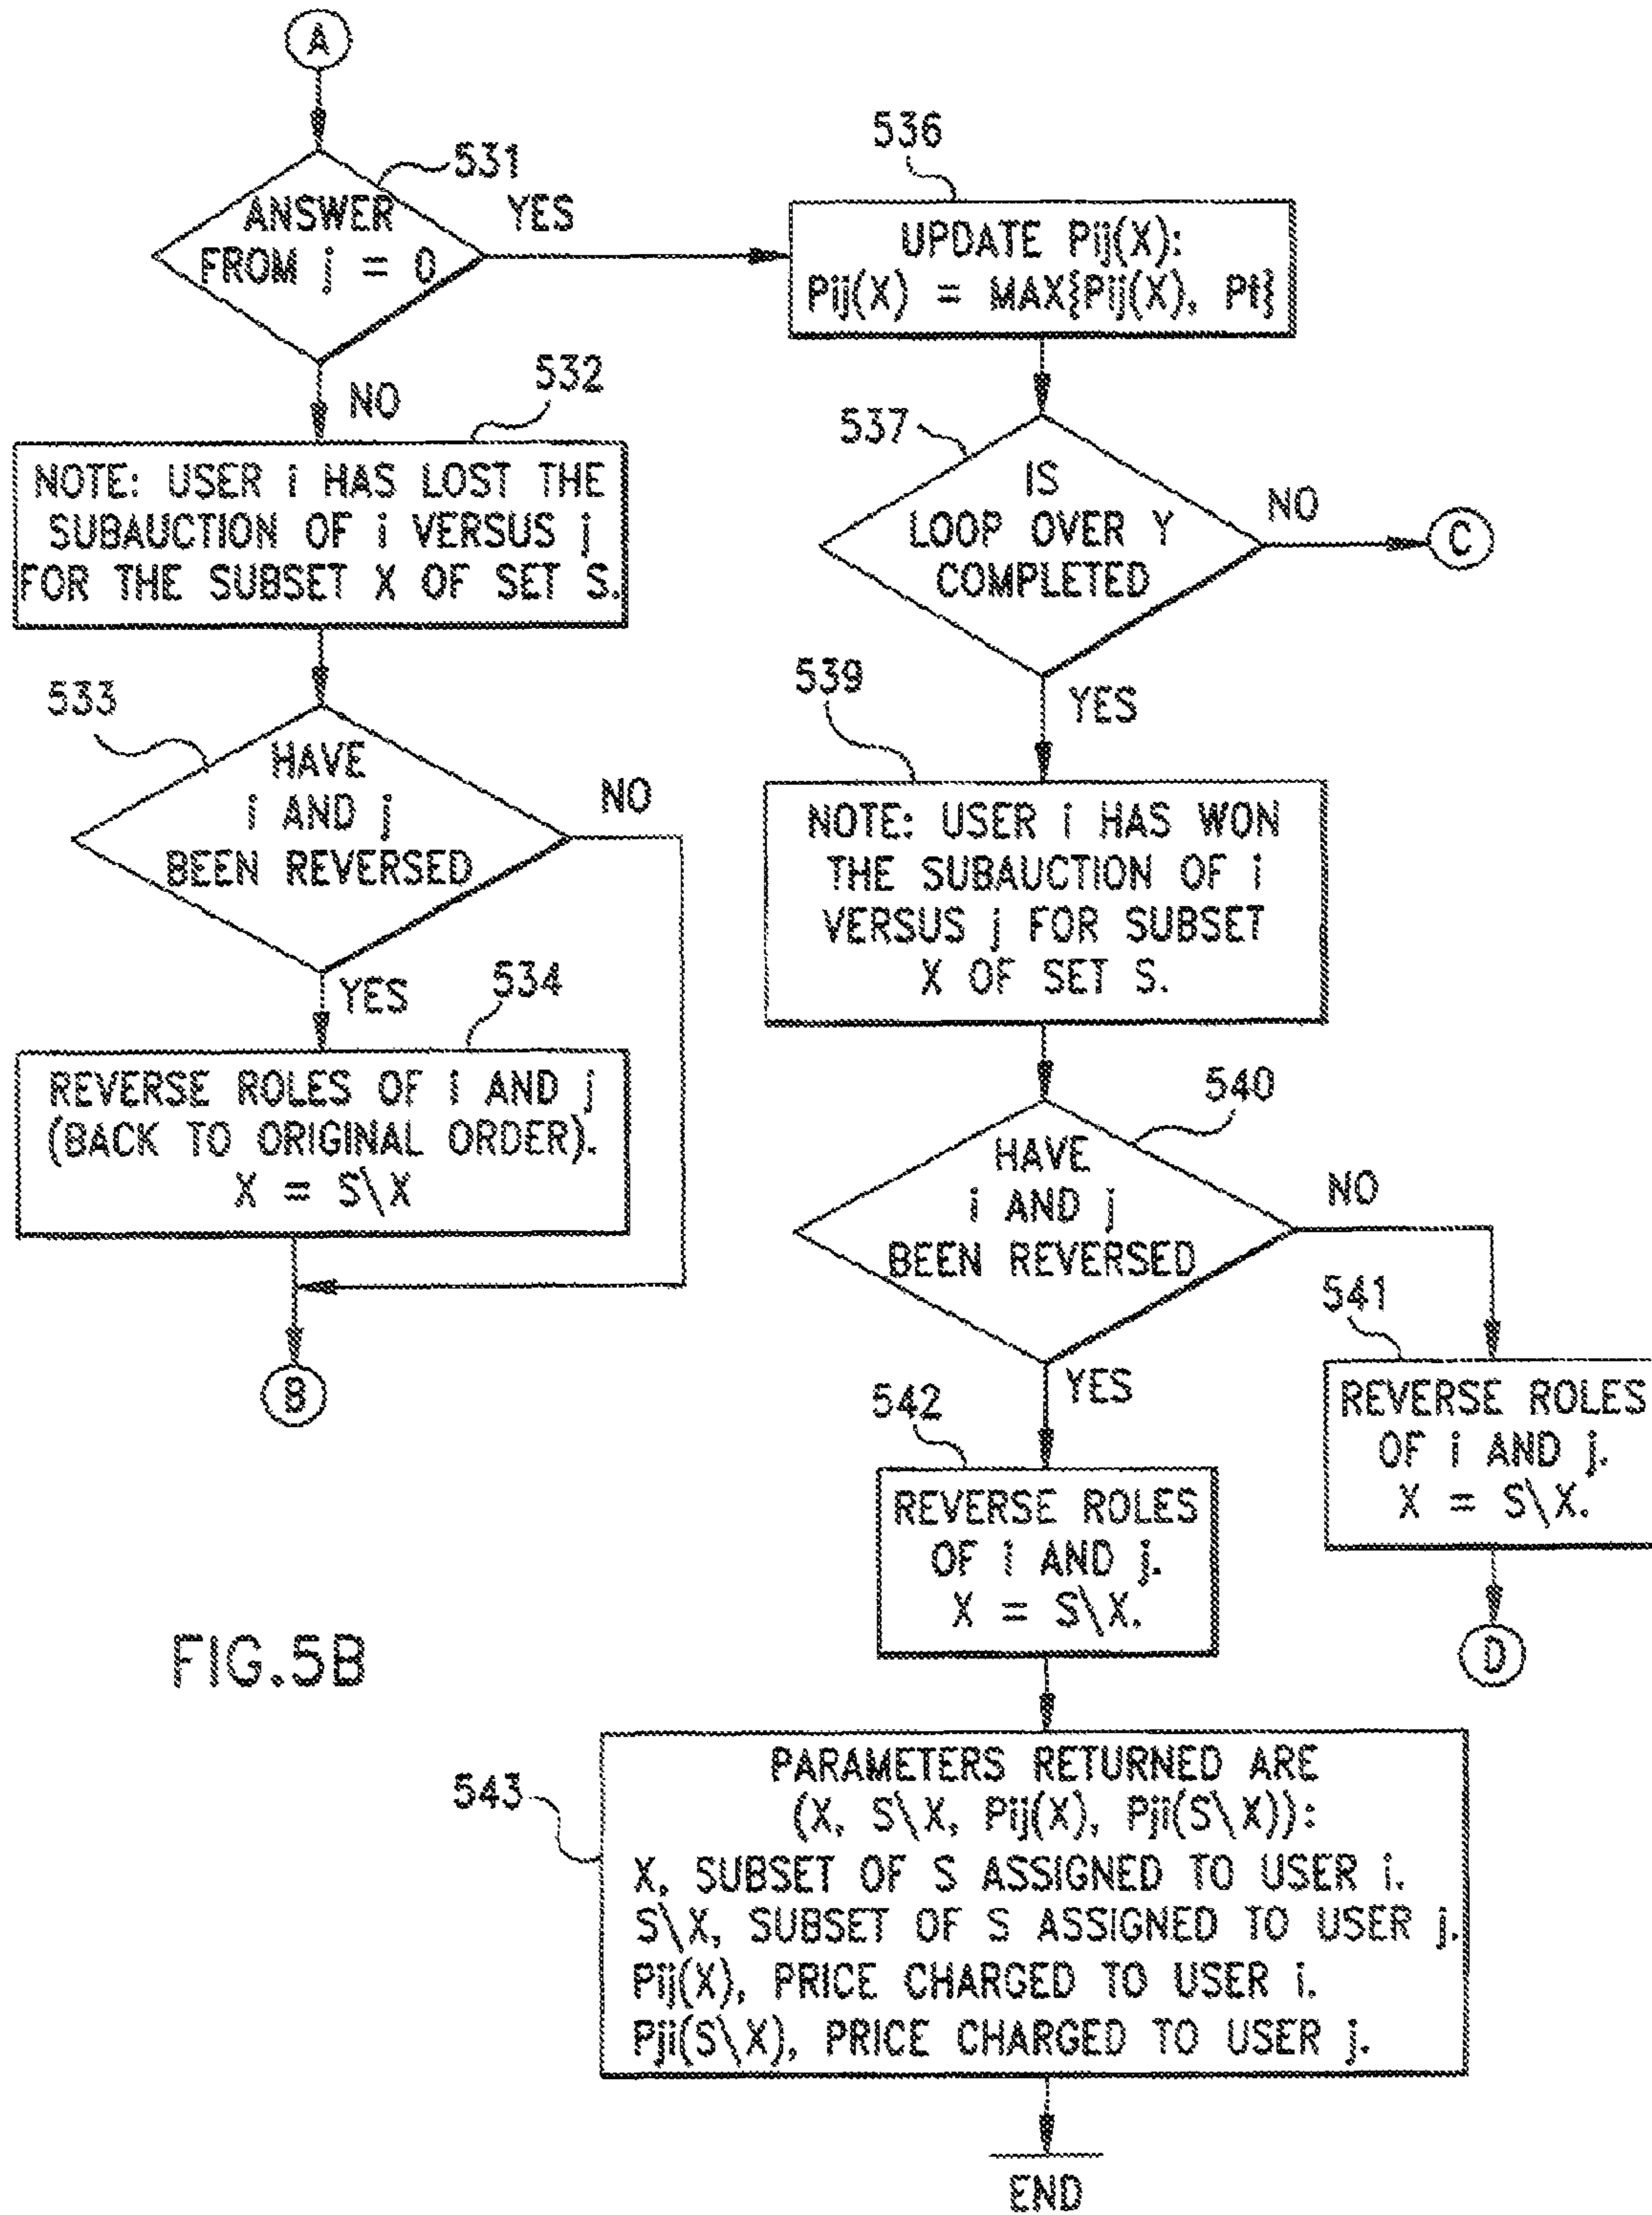 A
531
ANSWER
FROM j = 0
YES
NO
532
NOTE: USER i HAS LOST THE
SUBAUCTION OF i VERSUS j
FOR THE SUBSET X OF SET S.
533
HAVE
i AND j
BEEN REVERSED
NO
YES
534
REVERSE ROLES OF i AND j
(BACK TO ORIGINAL ORDER).
X = S\X
B
536
UPDATE Pij(X):
Pij(X) = MAX{Pij(X), Pt}
537
IS
LOOP OVER Y
COMPLETED
NO
C
YES
539
NOTE: USER i HAS WON
THE SUBAUCTION OF i
VERSUS j FOR SUBSET
X OF SET S.
540
HAVE
i AND j
BEEN REVERSED
NO
YES
541
REVERSE ROLES
OF i AND j.
X = S\X.
D
542
REVERSE ROLES
OF i AND j.
X = S\X.
543
PARAMETERS RETURNED ARE
(X, S\X, Pij(X), Pji(S\X)):
X, SUBSET OF S ASSIGNED TO USER i.
S\X, SUBSET OF S ASSIGNED TO USER j.
Pij(X), PRICE CHARGED TO USER i.
Pji(S\X), PRICE CHARGED TO USER j.
END
FIG.5B